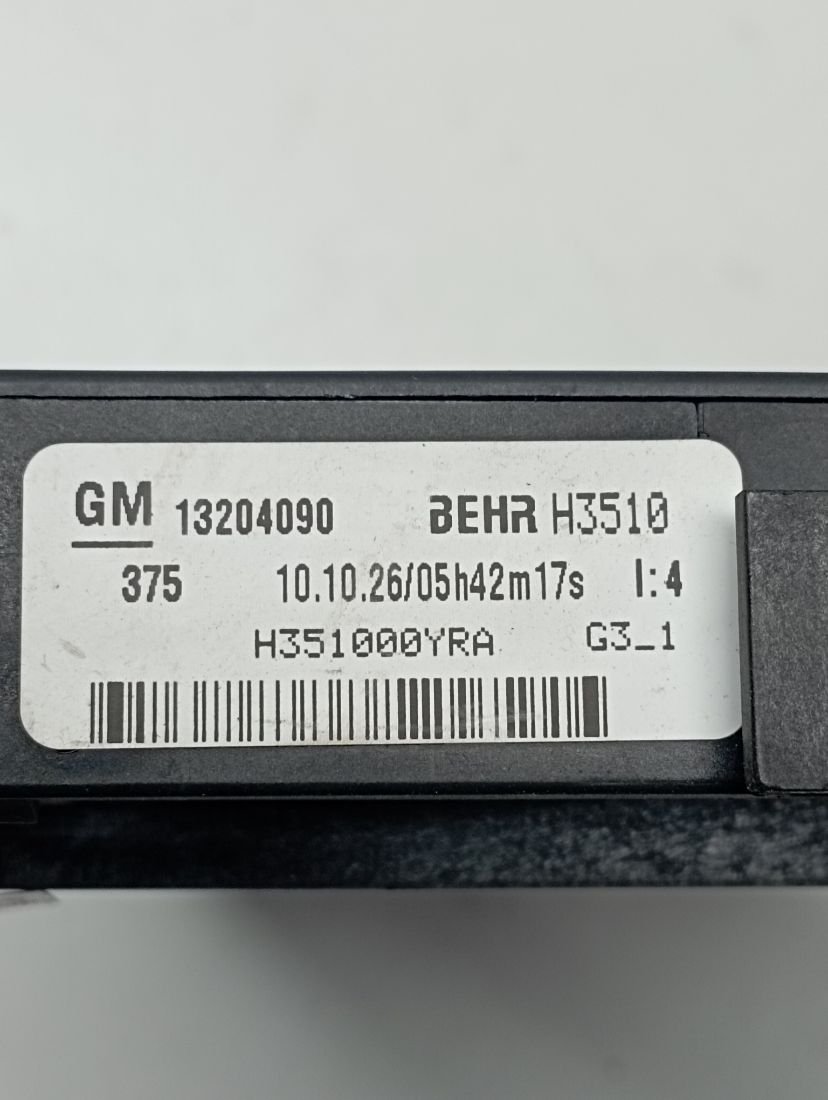 GM 13204090 BEHR H3510
375 10.10.26/05h42m17s I:4
H351000YRA G3_1